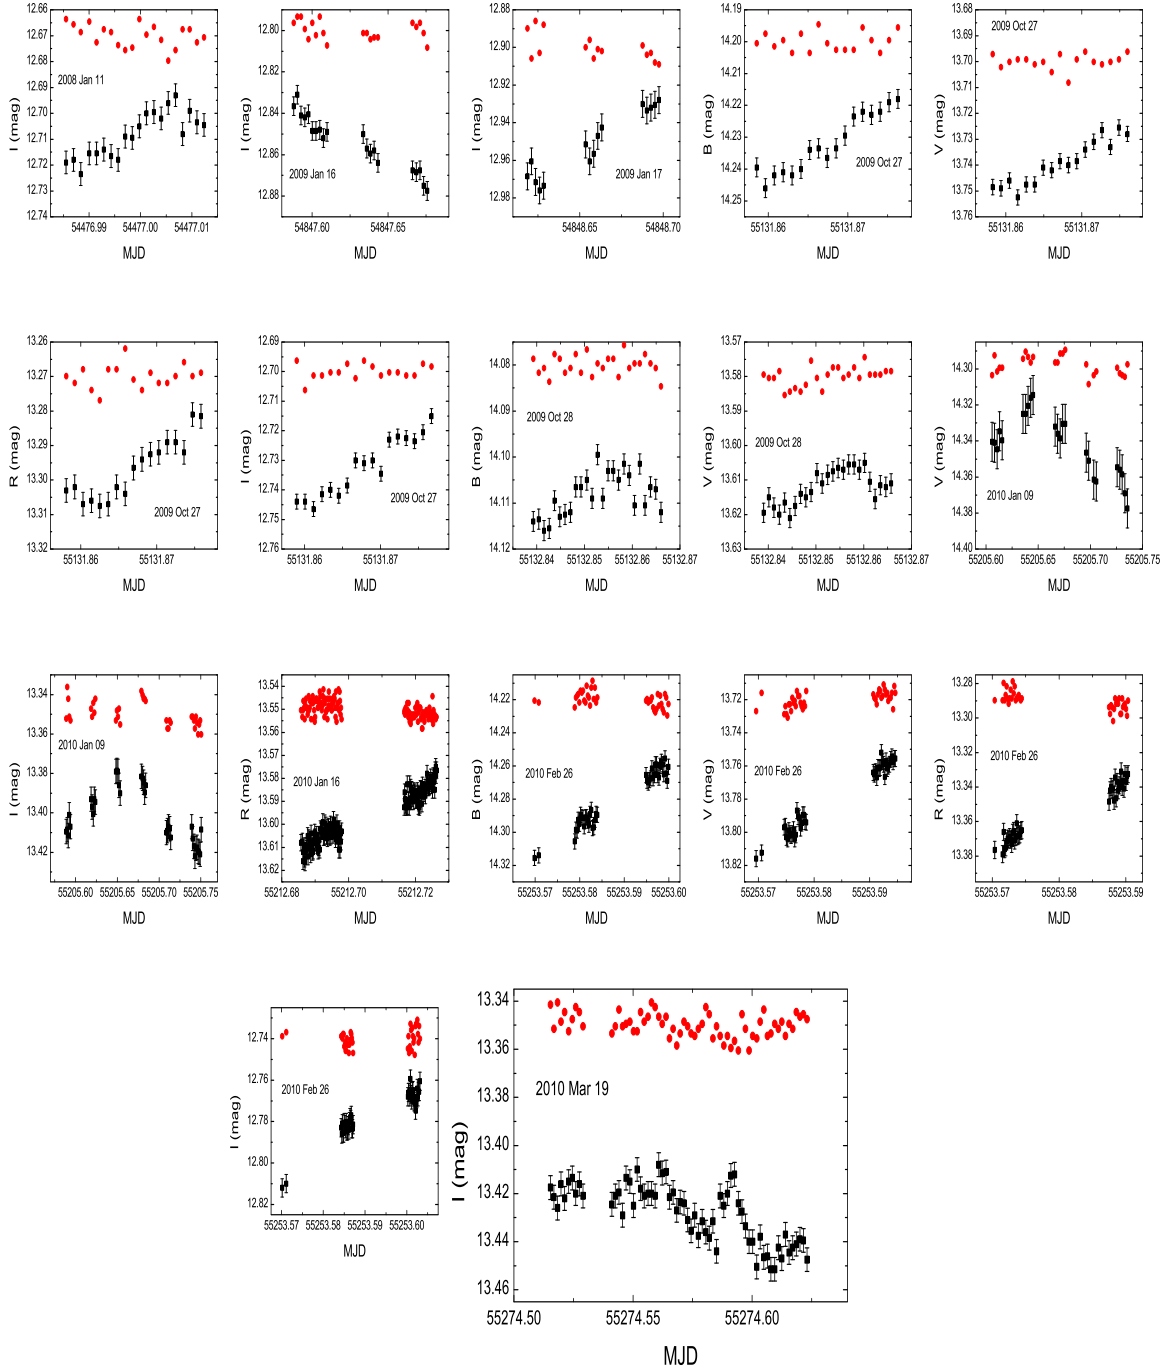 12.66
12.67
12.68
12.69
12.70
12.71
12.72
12.73
12.74
I (mag)
2008 Jan 11
54476.99 54477.00 54477.01
MJD
12.80
12.82
12.84
12.86
12.88
I (mag)
2009 Jan 16
54847.60 54847.65
MJD
12.88
12.90
12.92
12.94
12.96
12.98
I (mag)
2009 Jan 17
54848.65 54848.70
MJD
14.19
14.20
14.21
14.22
14.23
14.24
14.25
B (mag)
2009 Oct 27
55131.86 55131.87
MJD
13.68
13.69
13.70
13.71
13.72
13.73
13.74
13.75
13.76
V (mag)
2009 Oct 27
55131.86 55131.87
MJD
13.26
13.27
13.28
13.29
13.30
13.31
13.32
R (mag)
2009 Oct 27
55131.86 55131.87
MJD
12.69
12.70
12.71
12.72
12.73
12.74
12.75
12.76
I (mag)
2009 Oct 27
55131.86 55131.87
MJD
14.08
14.09
14.10
14.11
14.12
B (mag)
2009 Oct 28
55132.84 55132.85 55132.86 55132.87
MJD
13.57
13.58
13.59
13.60
13.61
13.62
13.63
V (mag)
2009 Oct 28
55132.84 55132.85 55132.86 55132.87
MJD
14.30
14.32
14.34
14.36
14.38
14.40
V (mag)
2010 Jan 09
55205.60 55205.65 55205.70 55205.75
MJD
13.34
13.36
13.38
13.40
13.42
I (mag)
2010 Jan 09
55205.60 55205.65 55205.70 55205.75
MJD
13.54
13.55
13.56
13.57
13.58
13.59
13.60
13.61
13.62
R (mag)
2010 Jan 16
55212.68 55212.70 55212.72
MJD
14.20
14.22
14.24
14.26
14.28
14.30
14.32
B (mag)
2010 Feb 26
55253.57 55253.58 55253.59 55253.60
MJD
13.72
13.74
13.76
13.78
13.80
13.82
V (mag)
2010 Feb 26
55253.57 55253.58 55253.59
MJD
13.28
13.30
13.32
13.34
13.36
13.38
R (mag)
2010 Feb 26
55253.57 55253.58 55253.59
MJD
12.74
12.76
12.78
12.80
12.82
I (mag)
2010 Feb 26
55253.57 55253.58 55253.59 55253.60
MJD
13.34
13.36
13.38
13.40
13.42
13.44
13.46
I (mag)
2010 Mar 19
55274.50 55274.55 55274.60
MJD